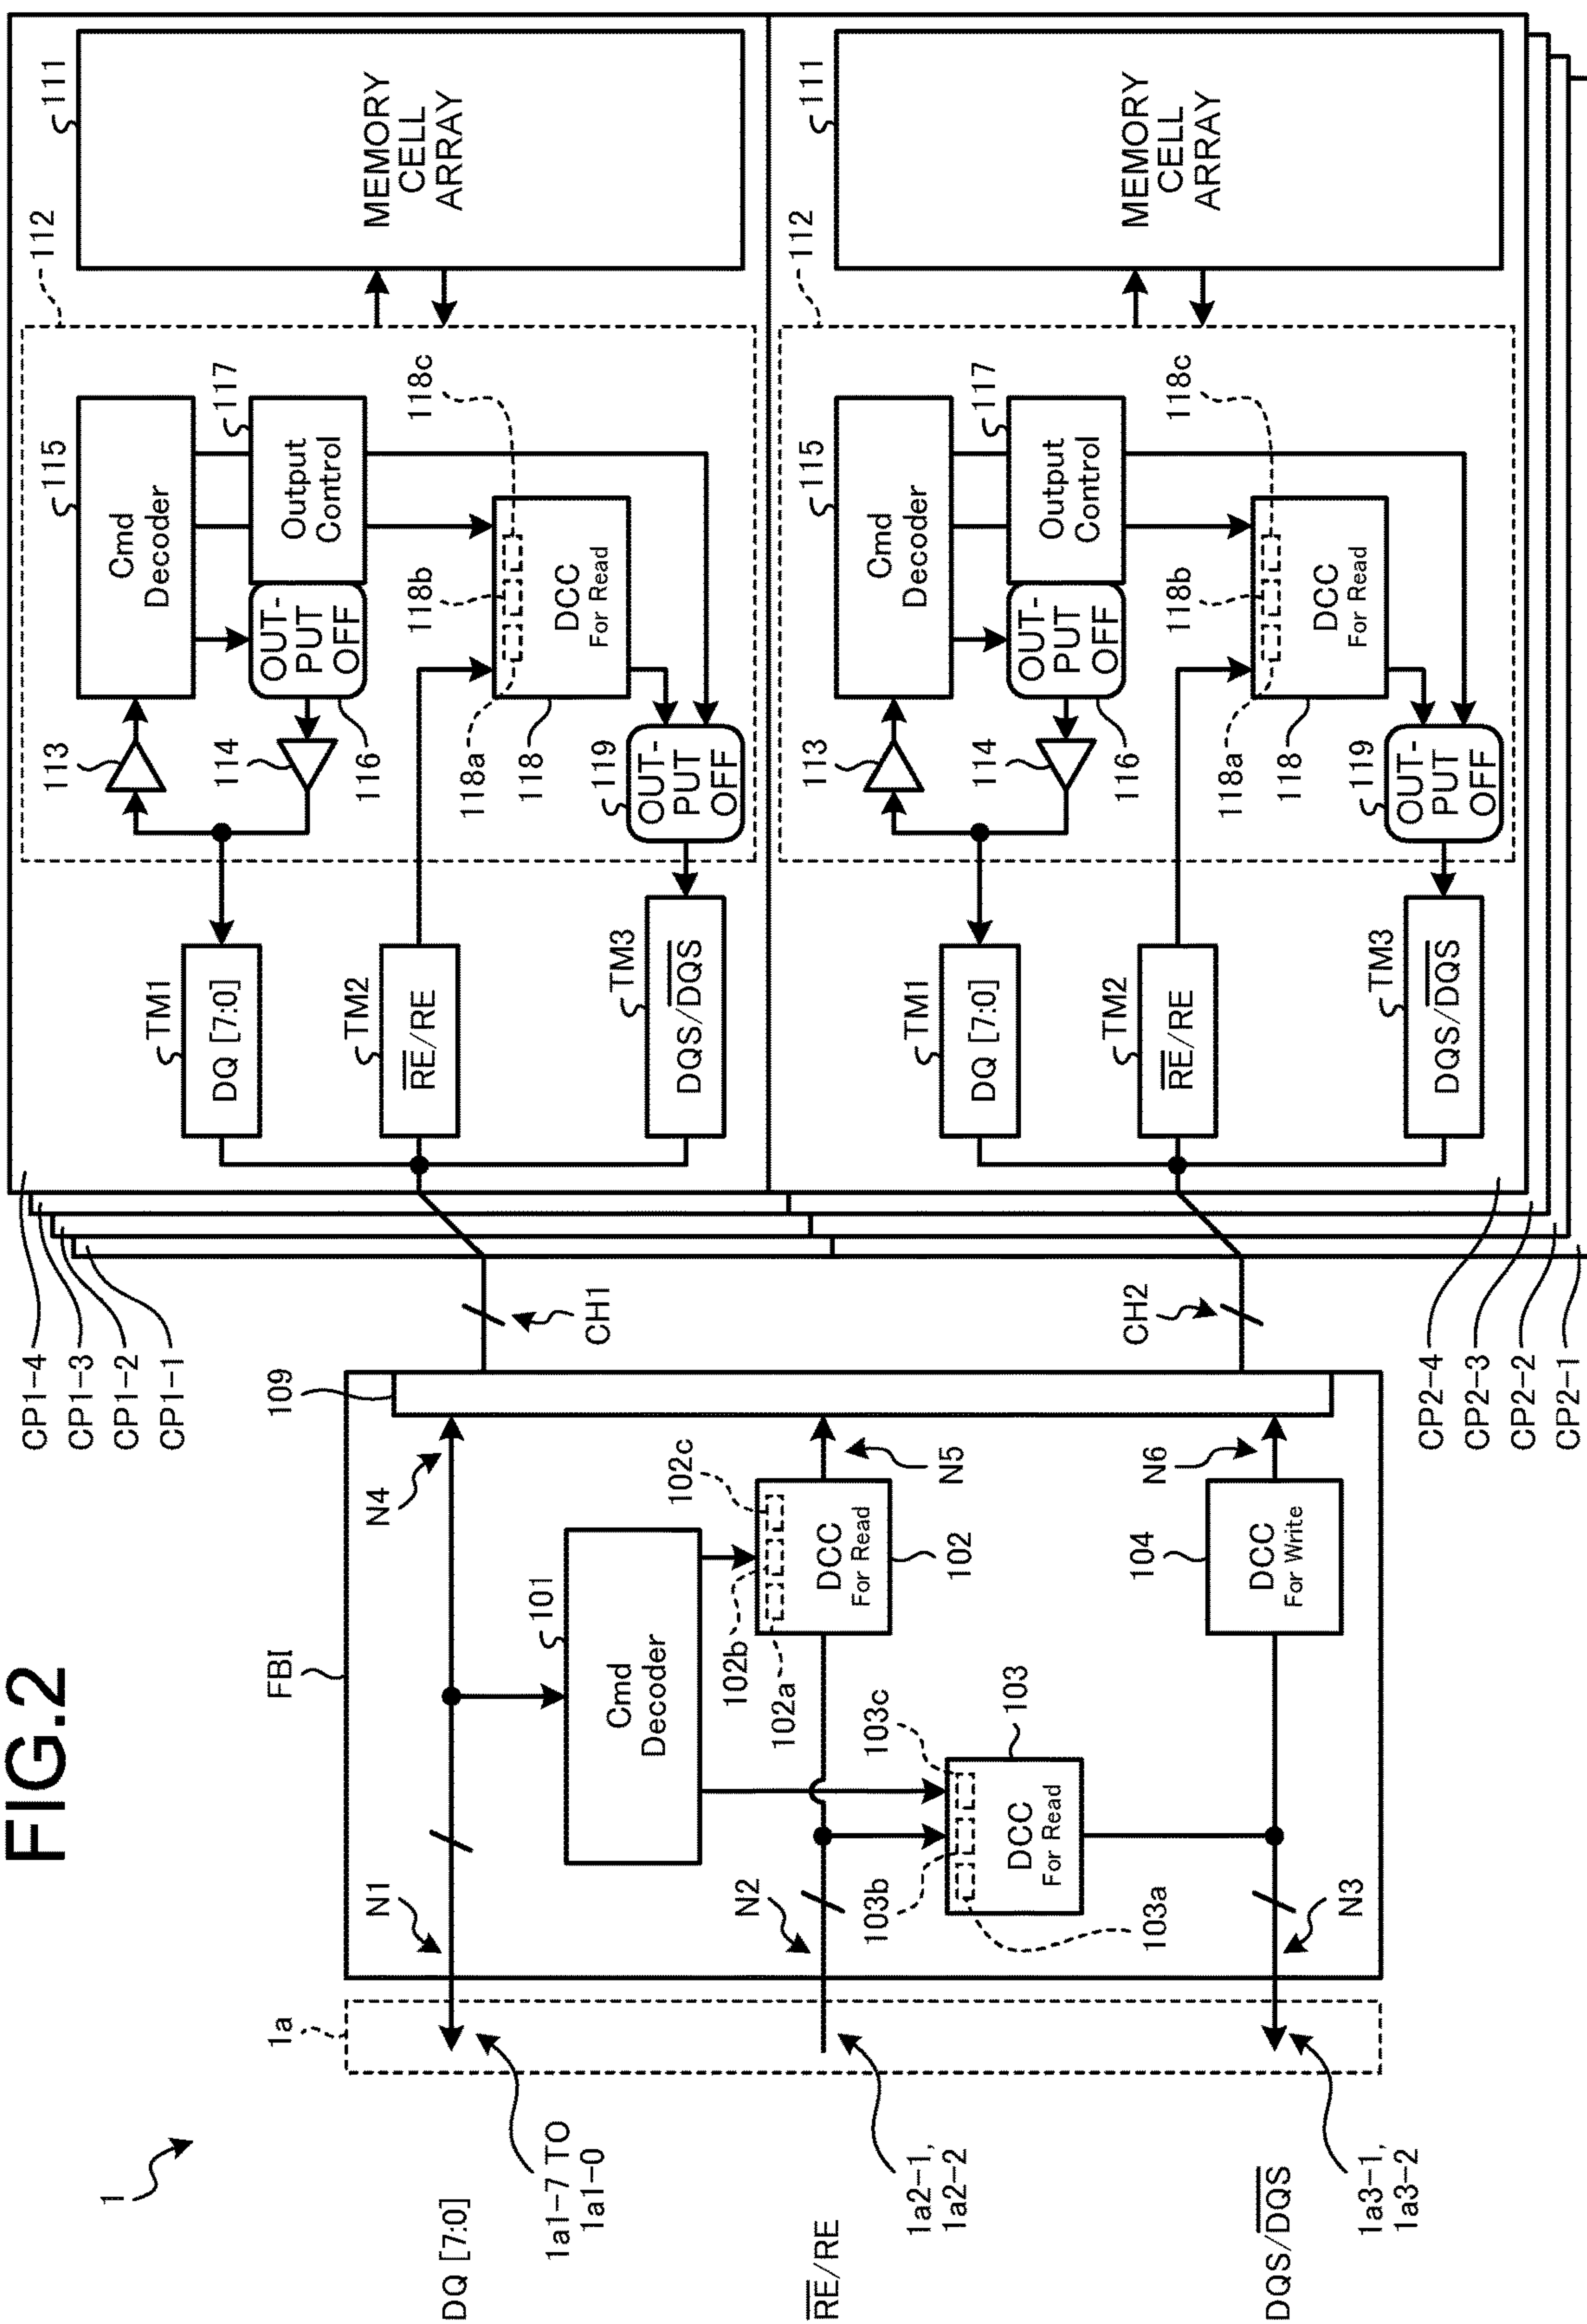 FIG.2
1
FBI
1a
N1
N4
109
101
Cmd
Decoder
102c
102b
102a
DCC
For Read
102
N5
N2
103c
103
103b
103a
DCC
For Read
104
DCC
For Write
N6
N3
DQ [7:0]
1a1-7 TO
1a1-0
RE/RE
1a2-1,
1a2-2
DQS/DQS
1a3-1,
1a3-2
CH1
CH2
CP1-4
CP1-3
CP1-2
CP1-1
CP2-4
CP2-3
CP2-2
CP2-1
TM1
DQ [7:0]
TM2
RE/RE
TM3
DQS/DQS
113
114
115
Cmd
Decoder
116
OUT-
PUT
OFF
117
Output
Control
118a
118b
118c
118
DCC
For Read
119
OUT-
PUT
OFF
112
111
MEMORY
CELL
ARRAY
TM1
DQ [7:0]
TM2
RE/RE
TM3
DQS/DQS
113
114
115
Cmd
Decoder
116
OUT-
PUT
OFF
117
Output
Control
118a
118b
118c
118
DCC
For Read
119
OUT-
PUT
OFF
112
111
MEMORY
CELL
ARRAY